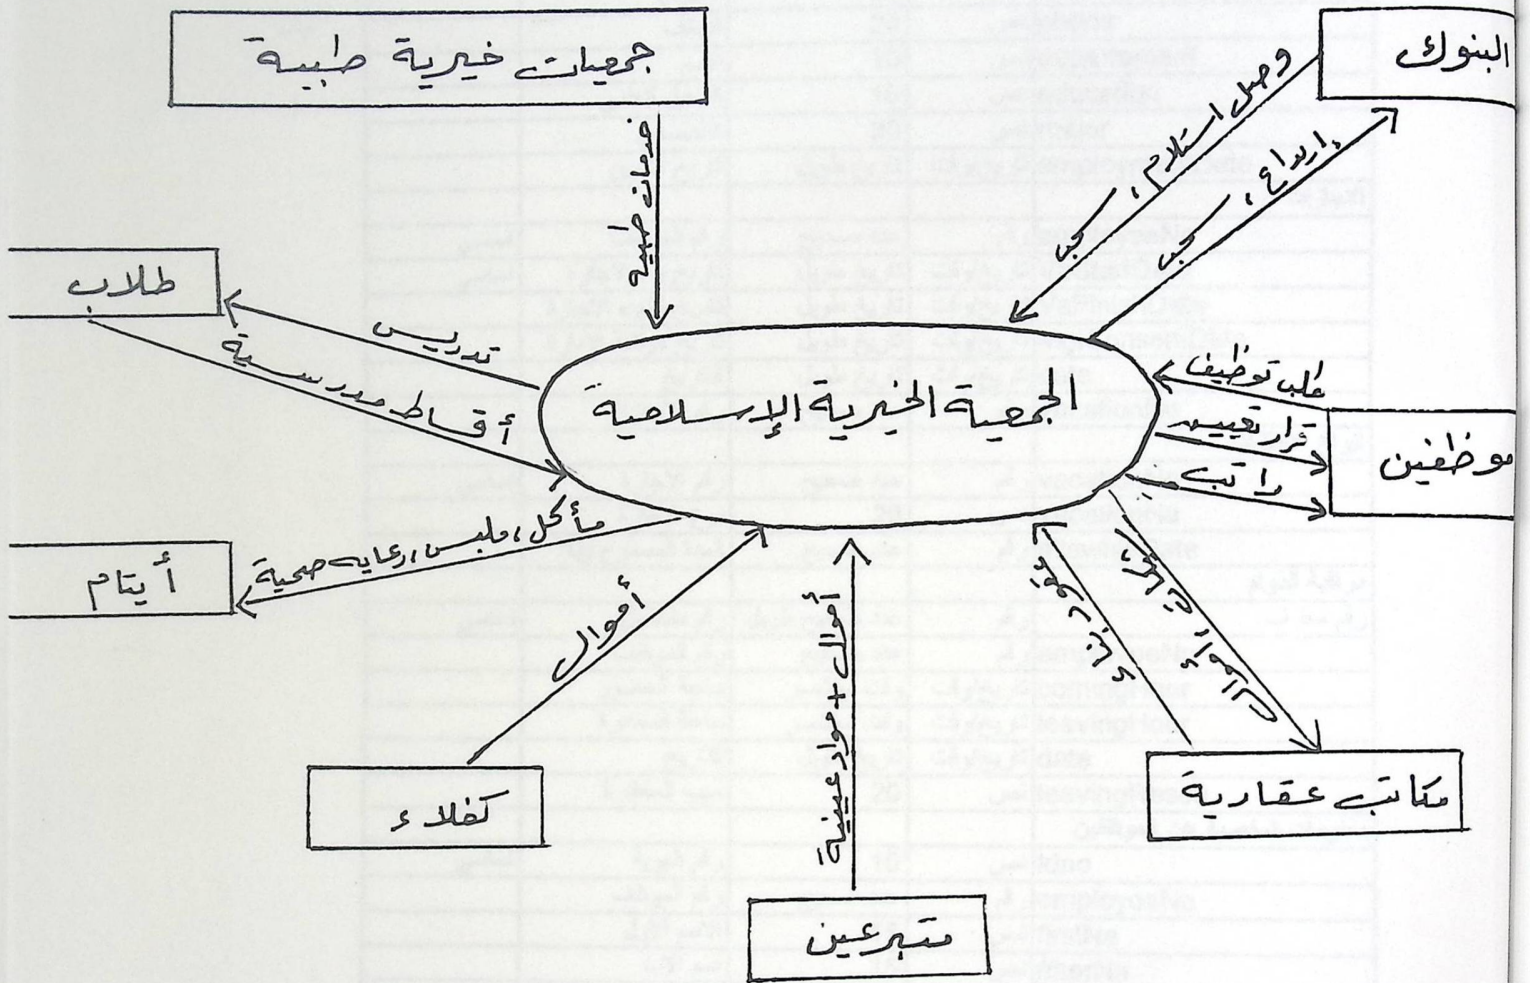 جمعيات خيرية طبية
البنوك
وصل استلام، سحب
إيداع، سحب
خدمات طبية
طلاب
تدريس
أقساط مدرسية
الجمعية الخيرية الإسلامية
طلب توظيف
قرار تعيين
راتب
موظفين
مأكل، ملبس، رعاية صحية
أيتام
أموال
أموال + مواد عينية
كفلاء
مكاتب عقارية
متبرعين